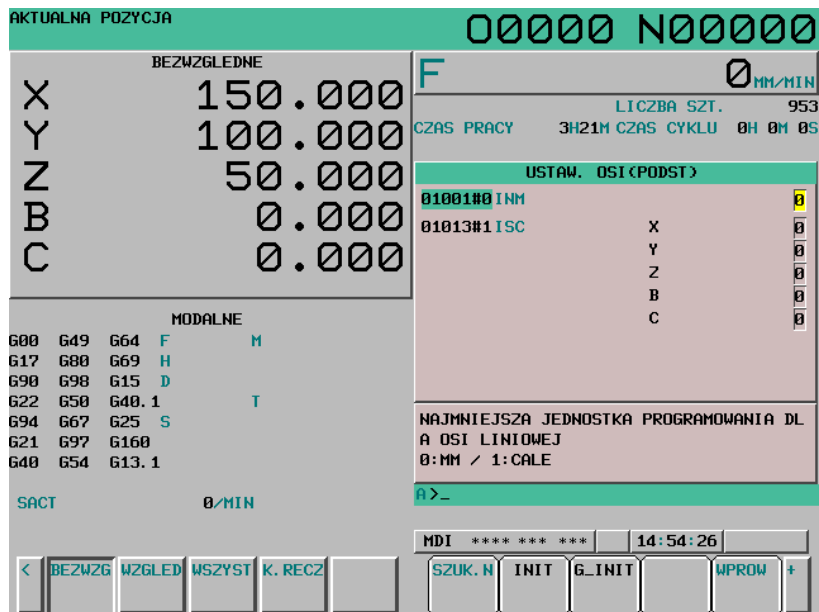 AKTUALNA POZYCJA
O0000 N00000
BEZWZGLEDNE
X 150.000
Y 100.000
Z 50.000
B 0.000
C 0.000
F 0 MM/MIN
LICZBA SZT. 953
CZAS PRACY 3H21M CZAS CYKLU 0H 0M 0S
USTAW. OSI(PODST)
01001#0 INM 0
01013#1 ISC X 0
Y 0
Z 0
B 0
C 0
MODALNE
G00 G49 G64 F M
G17 G80 G69 H
G90 G98 G15 D
G22 G50 G40.1 T
G94 G67 G25 S
G21 G97 G160
G40 G54 G13.1
SACT 0/MIN
NAJMNIEJSZA JEDNOSTKA PROGRAMOWANIA DL
A OSI LINIOWEJ
0:MM / 1:CALE
A>_
MDI **** *** *** 14:54:26
< BEZWZG WZGLED WSZYST K.RECZ
SZUK.N INIT G_INIT WPROW +